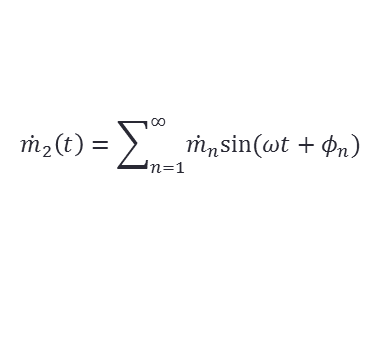 ṁ₂(t) = ∑ₙ₌₁^∞ ṁₙsin(ωt + ϕₙ)